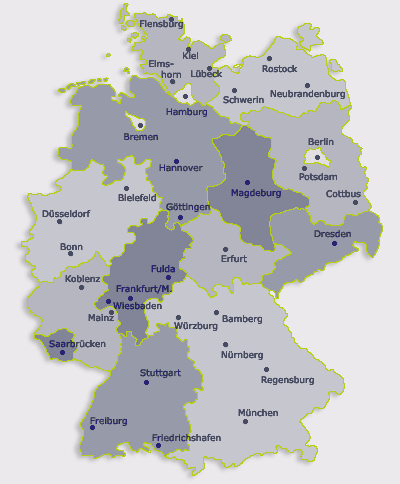 Flensburg
Kiel
Elms-
horn
Lübeck
Rostock
Neubrandenburg
Schwerin
Hamburg
Bremen
Berlin
Hannover
Potsdam
Magdeburg
Bielefeld
Cottbus
Göttingen
Düsseldorf
Dresden
Bonn
Erfurt
Fulda
Koblenz
Frankfurt/M.
Wiesbaden
Mainz
Bamberg
Würzburg
Saarbrücken
Nürnberg
Stuttgart
Regensburg
München
Freiburg
Friedrichshafen